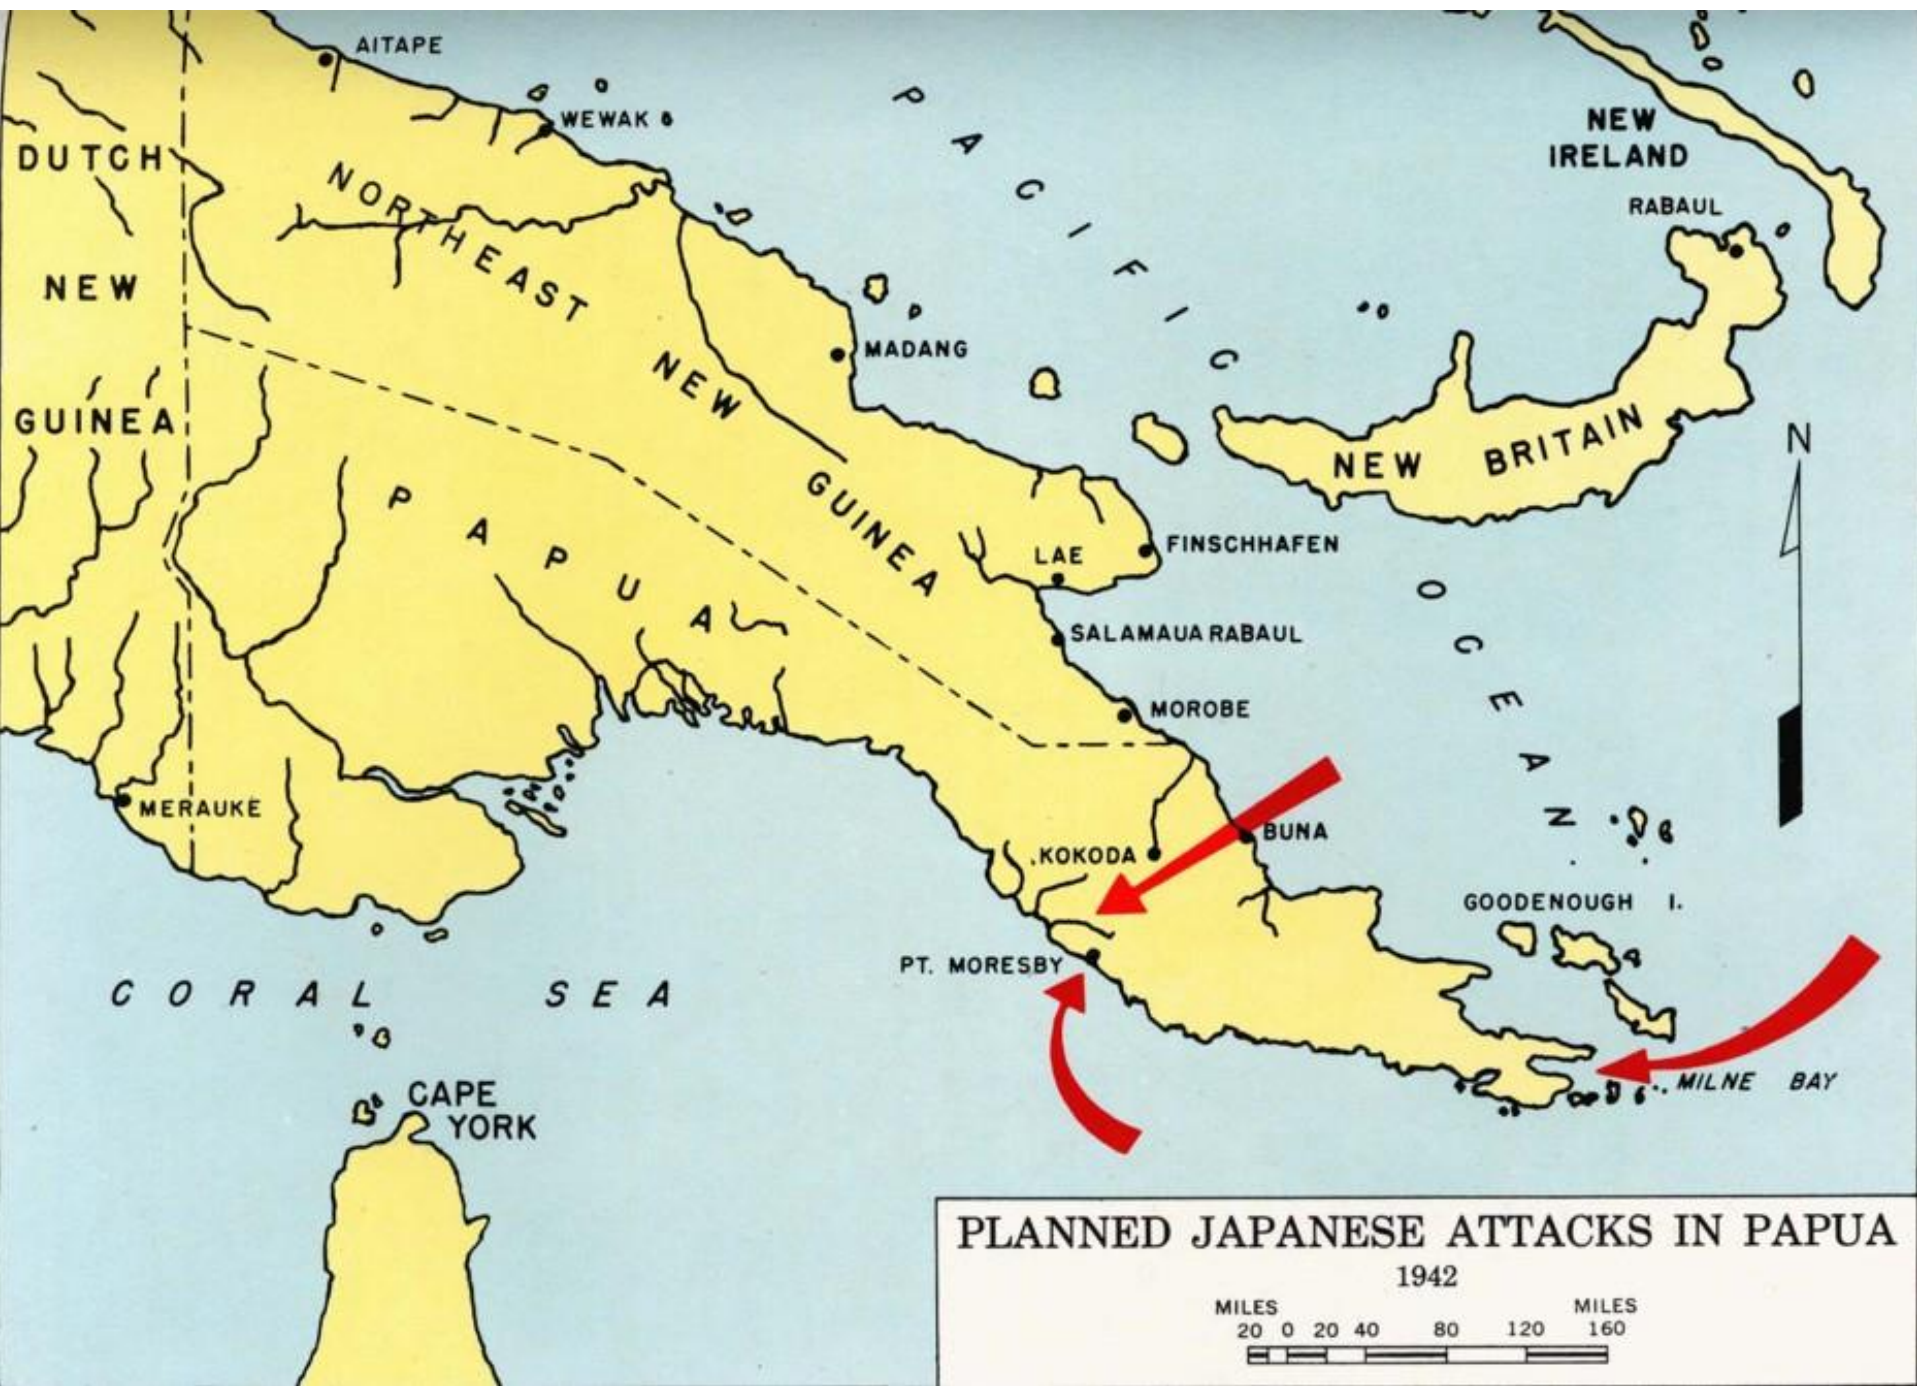 AITAPE
WEWAK
DUTCH
NEW
GUINEA
NORTHEAST NEW GUINEA
PACIFIC OCEAN
NEW
IRELAND
RABAUL
MADANG
NEW BRITAIN
N
PAPUA
LAE
FINSCHHAFEN
SALAMAUA RABAUL
MOROBE
MERAUKE
KOKODA
BUNA
GOODENOUGH I.
PT. MORESBY
CORAL SEA
MILNE BAY
CAPE
YORK
PLANNED JAPANESE ATTACKS IN PAPUA
1942
MILES MILES
20 0 20 40 80 120 160